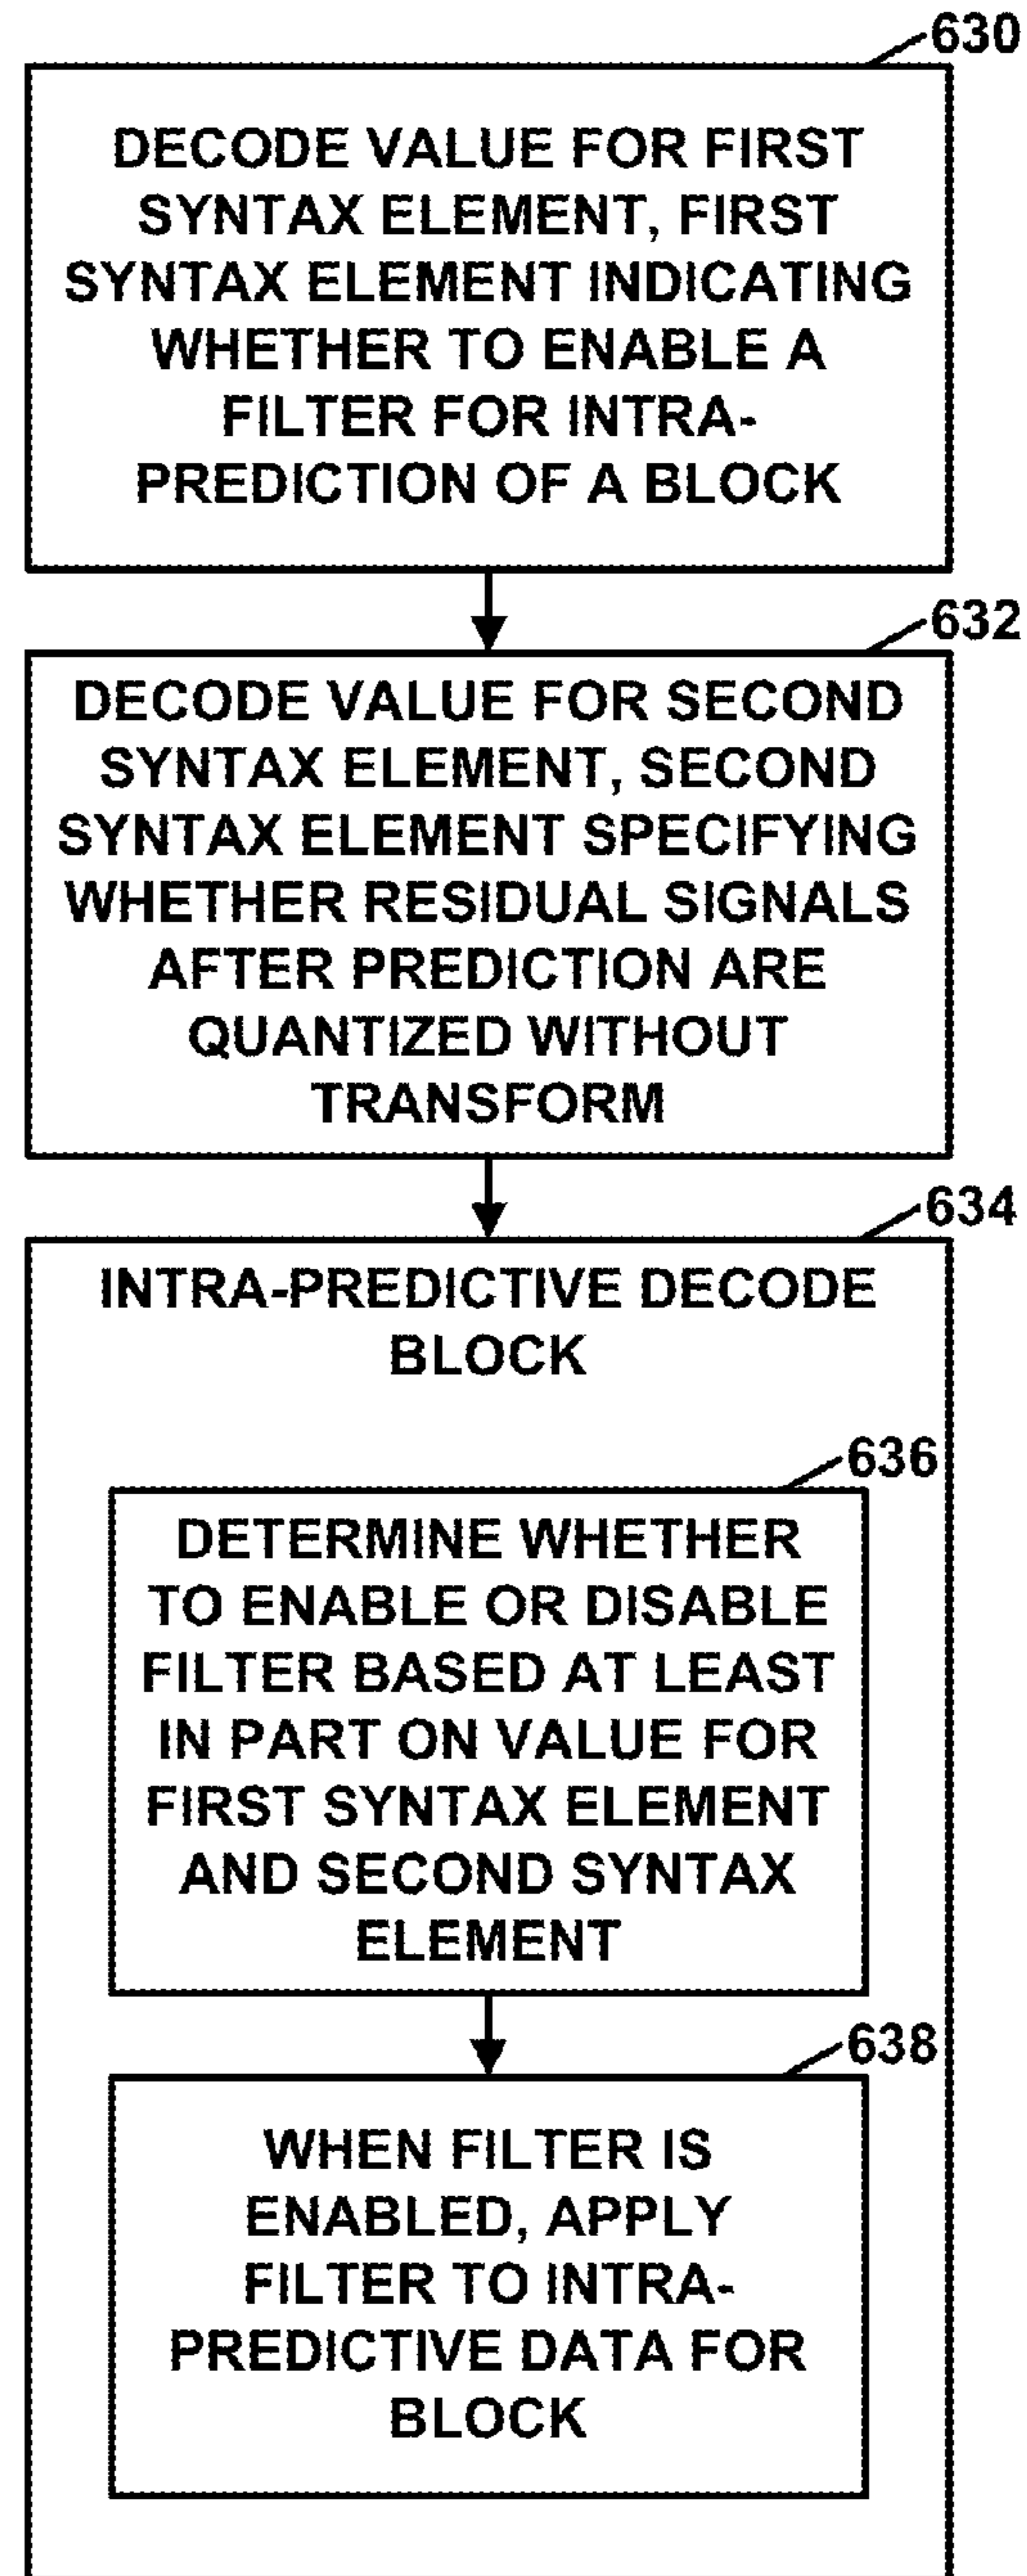 630
DECODE VALUE FOR FIRST
SYNTAX ELEMENT, FIRST
SYNTAX ELEMENT INDICATING
WHETHER TO ENABLE A
FILTER FOR INTRA-
PREDICTION OF A BLOCK
632
DECODE VALUE FOR SECOND
SYNTAX ELEMENT, SECOND
SYNTAX ELEMENT SPECIFYING
WHETHER RESIDUAL SIGNALS
AFTER PREDICTION ARE
QUANTIZED WITHOUT
TRANSFORM
634
INTRA-PREDICTIVE DECODE
BLOCK
636
DETERMINE WHETHER
TO ENABLE OR DISABLE
FILTER BASED AT LEAST
IN PART ON VALUE FOR
FIRST SYNTAX ELEMENT
AND SECOND SYNTAX
ELEMENT
638
WHEN FILTER IS
ENABLED, APPLY
FILTER TO INTRA-
PREDICTIVE DATA FOR
BLOCK